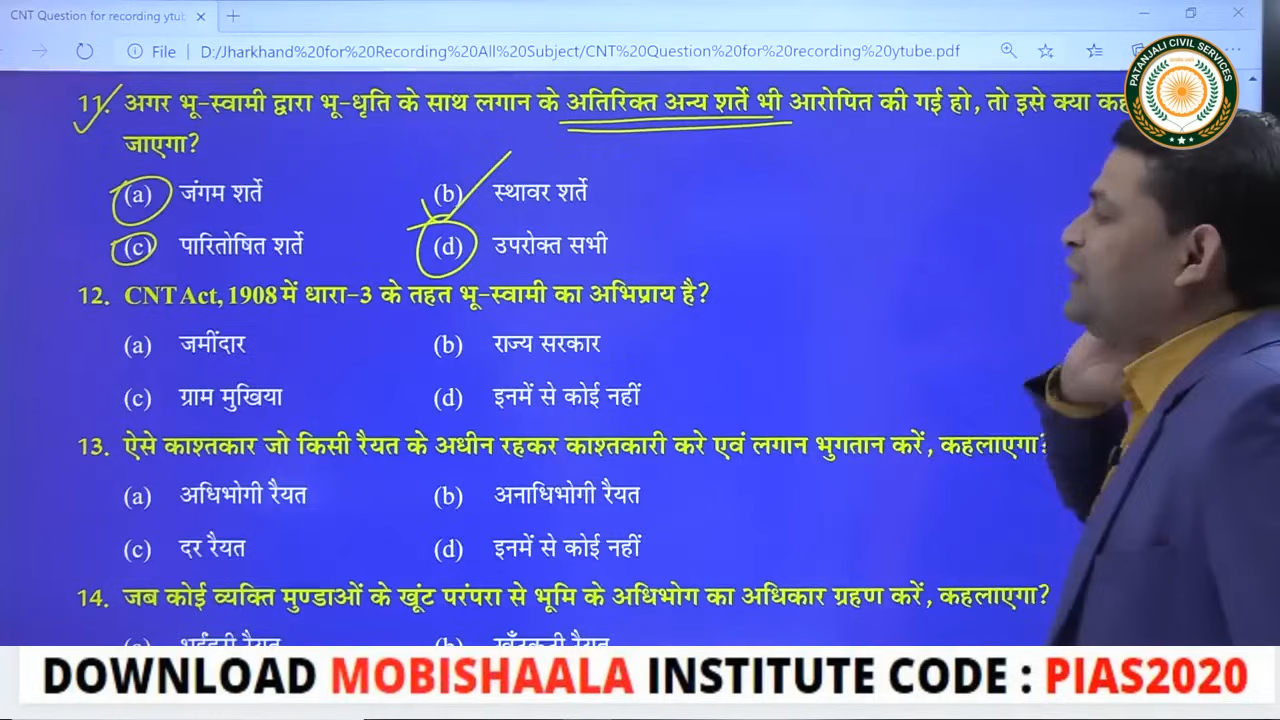 CNT Question for recording ytub
File D:/Jharkhand%20for%20Recording%20All%20Subject/CNT%20Question%20for%20recording%20ytube.pdf
PATANJALI CIVIL SERVICES
11. अगर भू-स्वामी द्वारा भू-धृति के साथ लगान के अतिरिक्त अन्य शर्ते भी आरोपित की गई हो, तो इसे क्या
जाएगा?
(a) जंगम शर्ते (b) स्थावर शर्ते
(c) पारितोषित शर्ते (d) उपरोक्त सभी
12. CNT Act, 1908 में धारा-3 के तहत भू-स्वामी का अभिप्राय है?
(a) जमींदार (b) राज्य सरकार
(c) ग्राम मुखिया (d) इनमें से कोई नहीं
13. ऐसे काश्तकार जो किसी रैयत के अधीन रहकर काश्तकारी करे एवं लगान भुगतान करें, कहलाएगा?
(a) अधिभोगी रैयत (b) अनाधिभोगी रैयत
(c) दर रैयत (d) इनमें से कोई नहीं
14. जब कोई व्यक्ति मुण्डाओं के खूंट परंपरा से भूमि के अधिभोग का अधिकार ग्रहण करें, कहलाएगा?
DOWNLOAD MOBISHAALA INSTITUTE CODE : PIAS2020